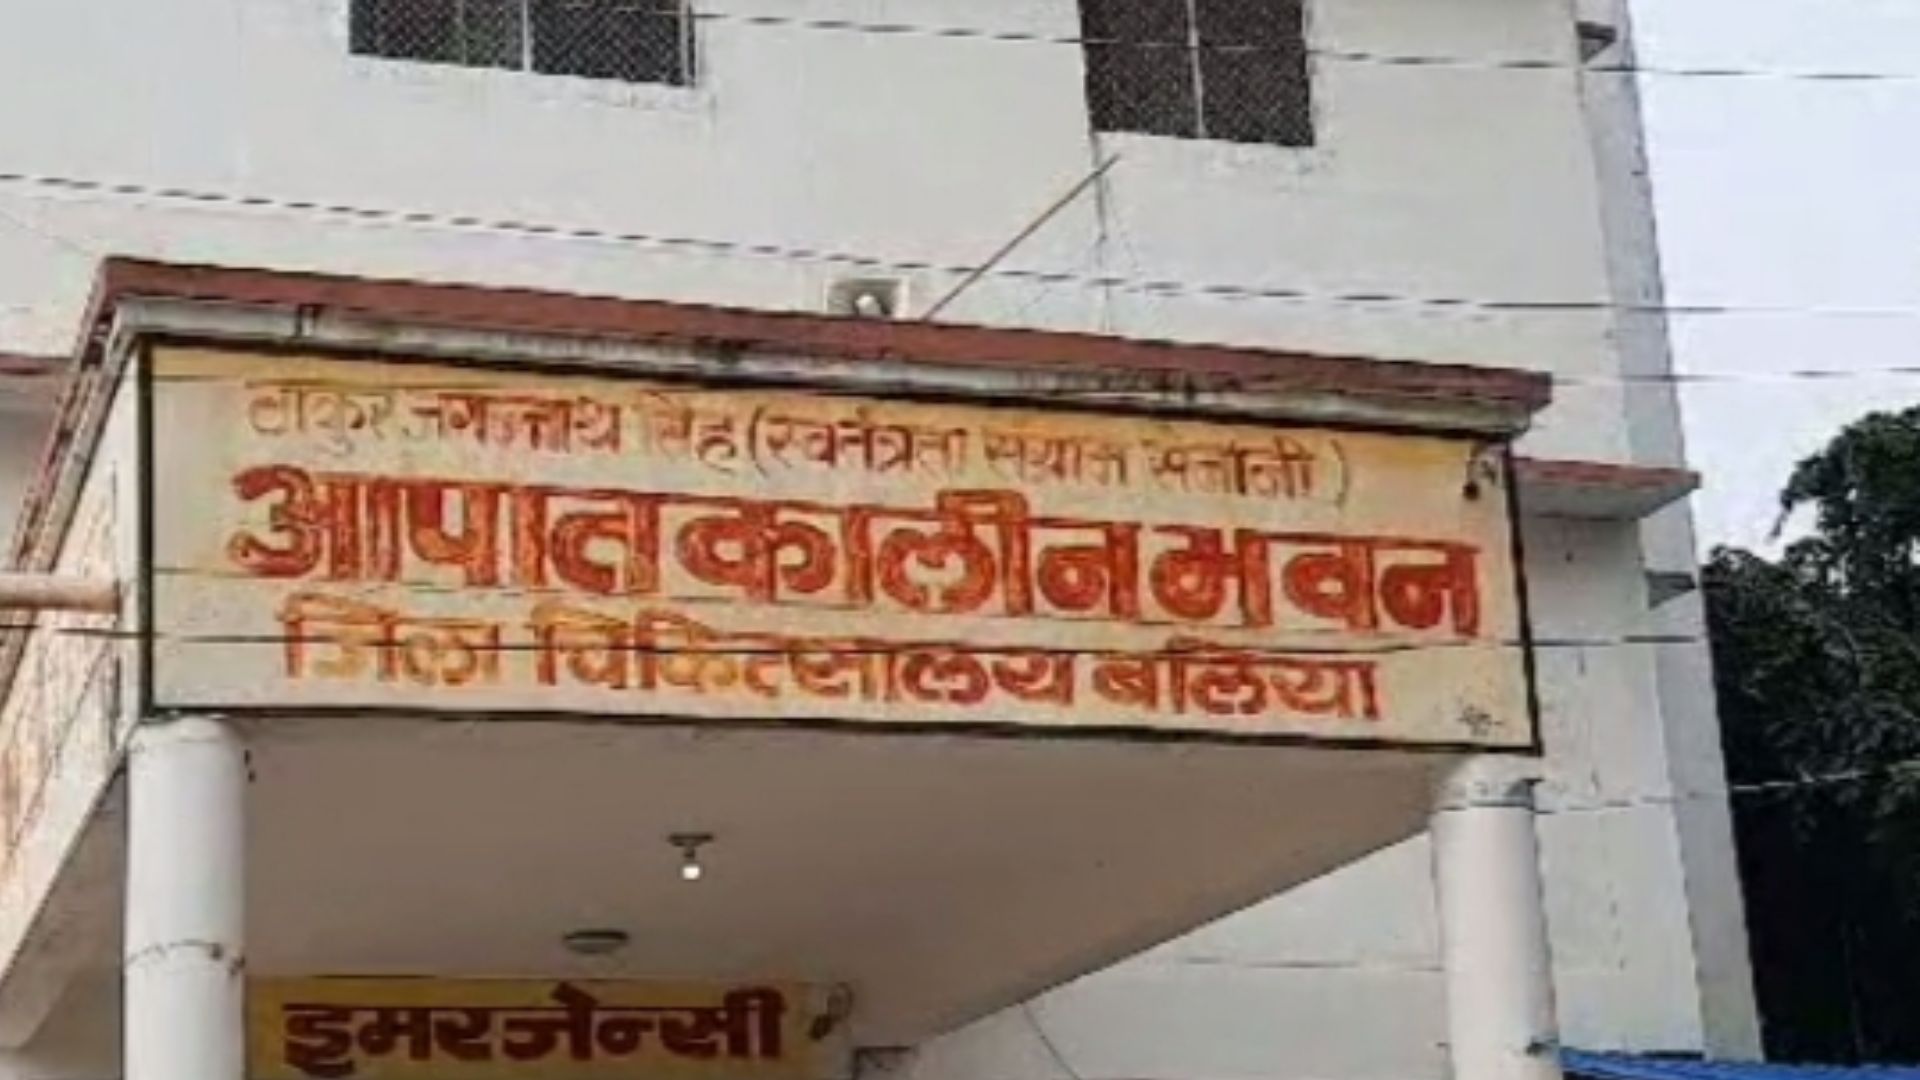 ठाकुर जगन्नाथ सिंह (स्वतंत्रता संग्राम सेनानी)
आपातकालीन भवन
जिला चिकित्सालय बलिया
इमरजेन्सी